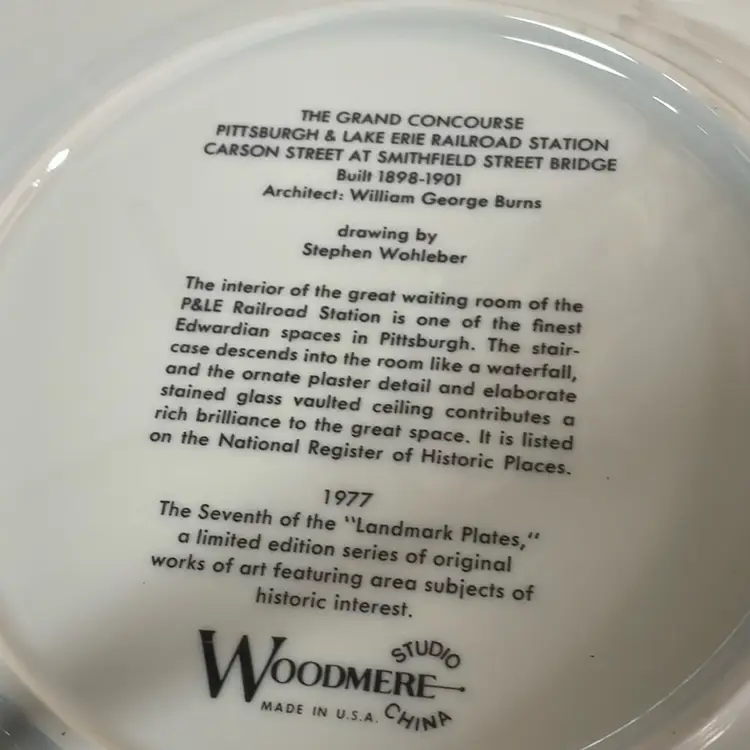 THE GRAND CONCOURSE
PITTSBURGH & LAKE ERIE RAILROAD STATION
CARSON STREET AT SMITHFIELD STREET BRIDGE
Built 1898-1901
Architect: William George Burns
drawing by
Stephen Wohleber
The interior of the great waiting room of the
P&LE Railroad Station is one of the finest
Edwardian spaces in Pittsburgh. The stair-
case descends into the room like a waterfall,
and the ornate plaster detail and elaborate
stained glass vaulted ceiling contributes a
rich brilliance to the great space. It is listed
on the National Register of Historic Places.
1977
The Seventh of the "Landmark Plates,"
a limited edition series of original
works of art featuring area subjects of
historic interest.
STUDIO
WOODMERE
MADE IN U.S.A. CHINA